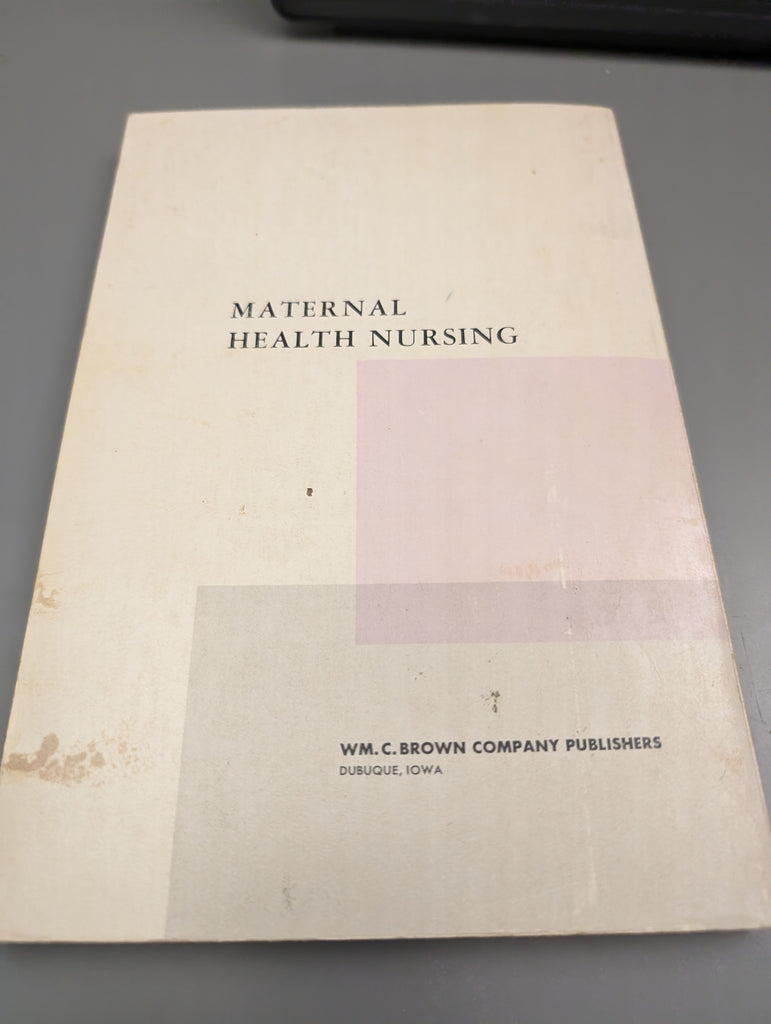 MATERNAL
HEALTH NURSING
WM. C. BROWN COMPANY PUBLISHERS
DUBUQUE, IOWA